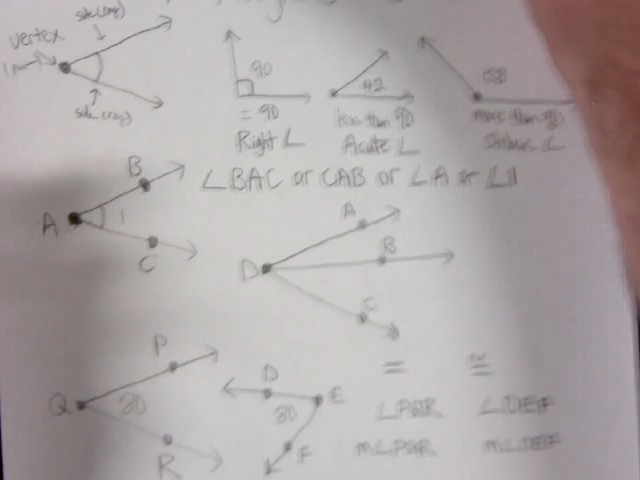 side(ray)
vertex
side(ray)
90
= 90
Right ∠
42
less than 90
Acute ∠
more than 90
B
A
1
C
∠BAC or CAB or ∠A or ∠1
A
D
B
C
P
Q
30
R
D
E
30
F
= ≅
∠PQR ∠DEF
m∠PQR m∠DEF